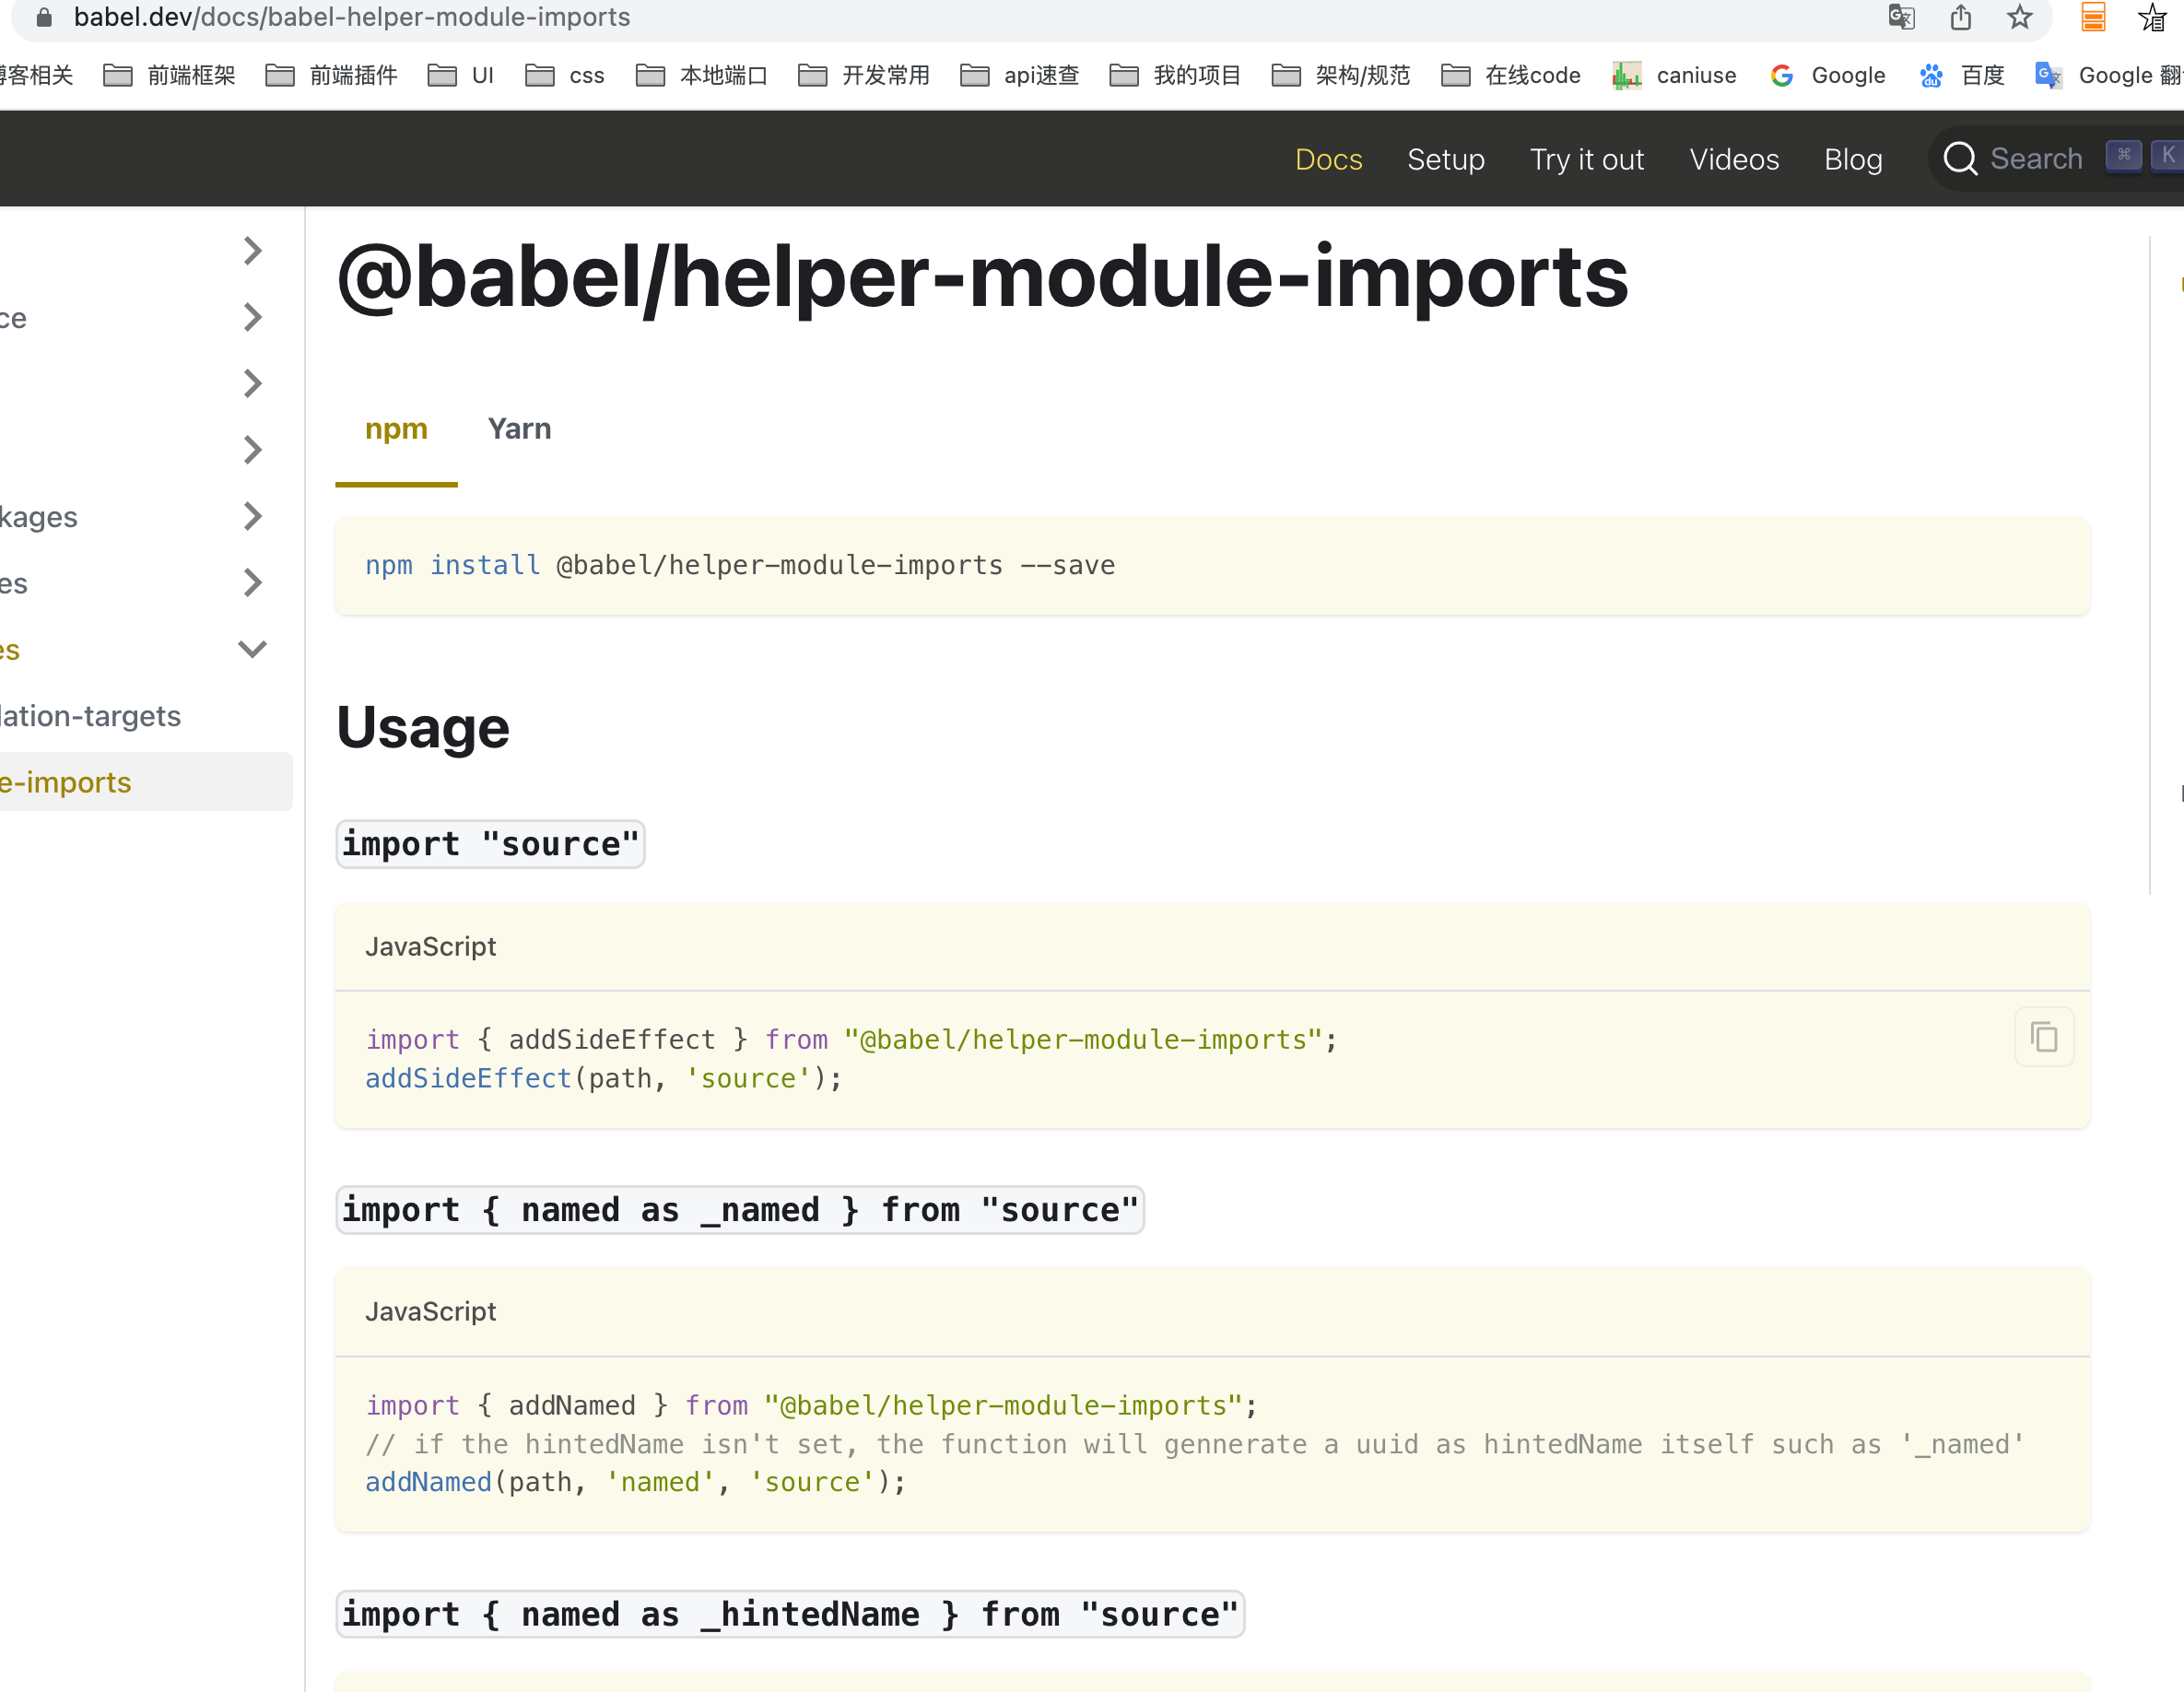 babel.dev/docs/babel-helper-module-imports
博客相关 前端框架 前端插件 UI css 本地端口 开发常用 api速查 我的项目 架构/规范 在线code caniuse Google 百度 Google 翻
Docs Setup Try it out Videos Blog Search ⌘ K
ce
kages
es
es
lation-targets
e-imports
@babel/helper-module-imports
npm Yarn
npm install @babel/helper-module-imports --save
Usage
import "source"
JavaScript
import { addSideEffect } from "@babel/helper-module-imports";
addSideEffect(path, 'source');
import { named as _named } from "source"
JavaScript
import { addNamed } from "@babel/helper-module-imports";
// if the hintedName isn't set, the function will gennerate a uuid as hintedName itself such as '_named'
addNamed(path, 'named', 'source');
import { named as _hintedName } from "source"